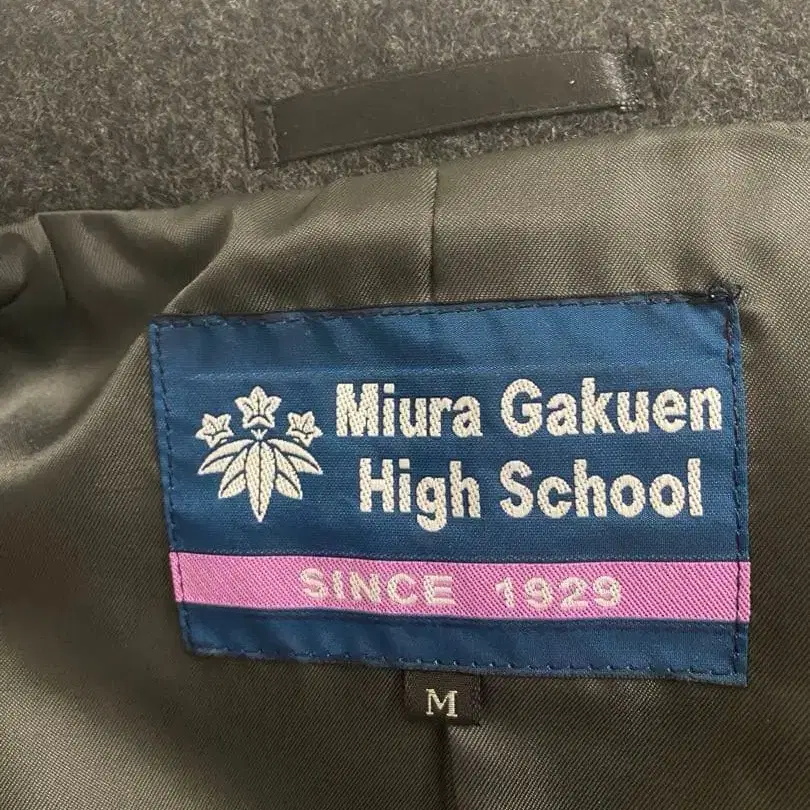 Miura Gakuen
High School
SINCE 1929
M